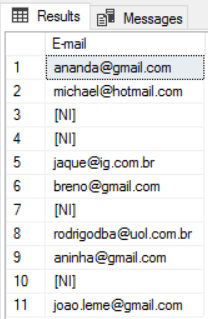 Results Messages
E-mail
1 ananda@gmail.com
2 michael@hotmail.com
3 [NI]
4 [NI]
5 jaque@ig.com.br
6 breno@gmail.com
7 [NI]
8 rodrigodba@uol.com.br
9 aninha@gmail.com
10 [NI]
11 joao.leme@gmail.com